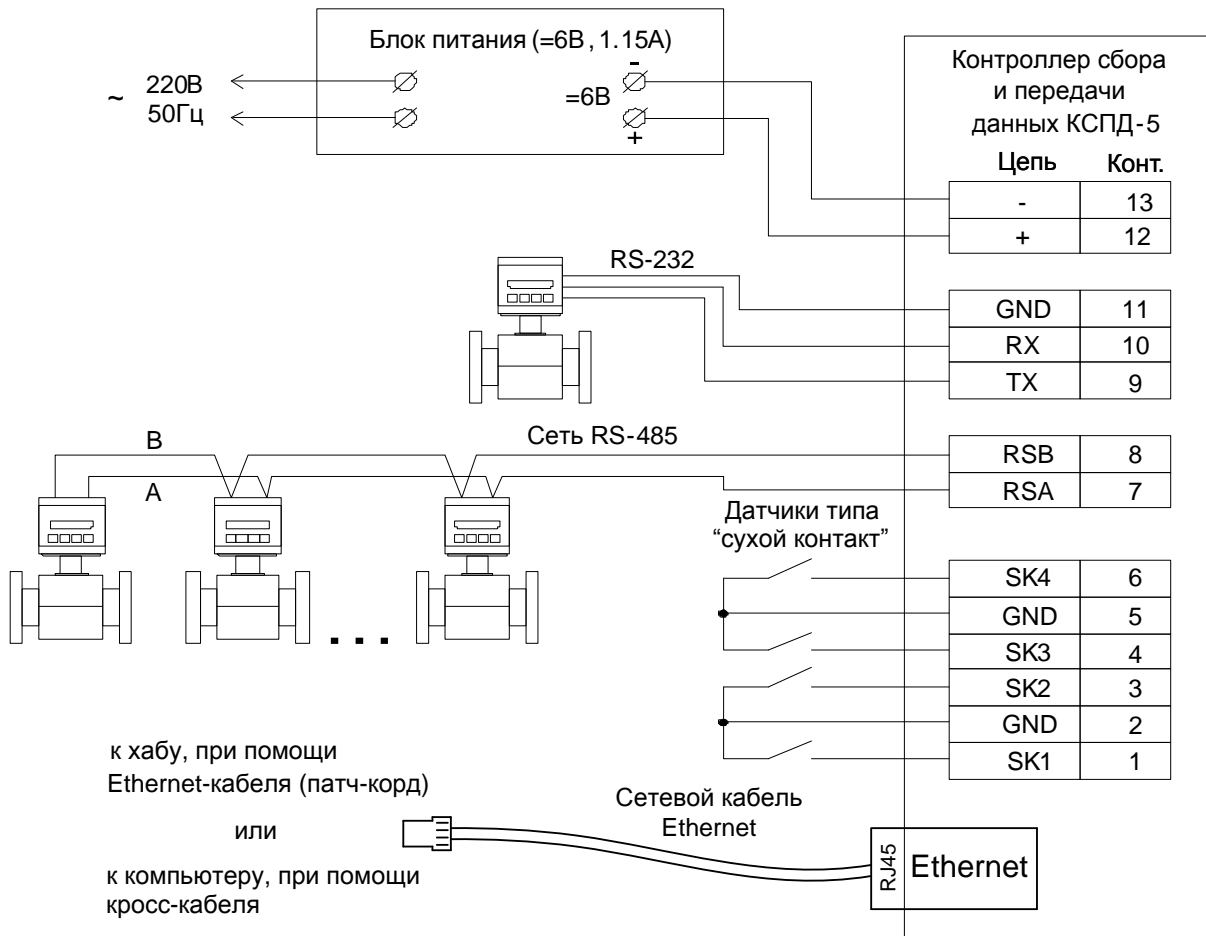 Блок питания (=6В, 1.15А)
~ 220В
50Гц
-
=6В
+
Контроллер сбора
и передачи
данных КСПД-5
Цепь Конт.
- 13
+ 12
RS-232
GND 11
RX 10
TX 9
B
Сеть RS-485
A
RSB 8
RSA 7
Датчики типа
“сухой контакт”
SK4 6
GND 5
SK3 4
SK2 3
GND 2
SK1 1
. . .
к хабу, при помощи
Ethernet-кабеля (патч-корд)
или
к компьютеру, при помощи
кросс-кабеля
Сетевой кабель
Ethernet
RJ45
Ethernet